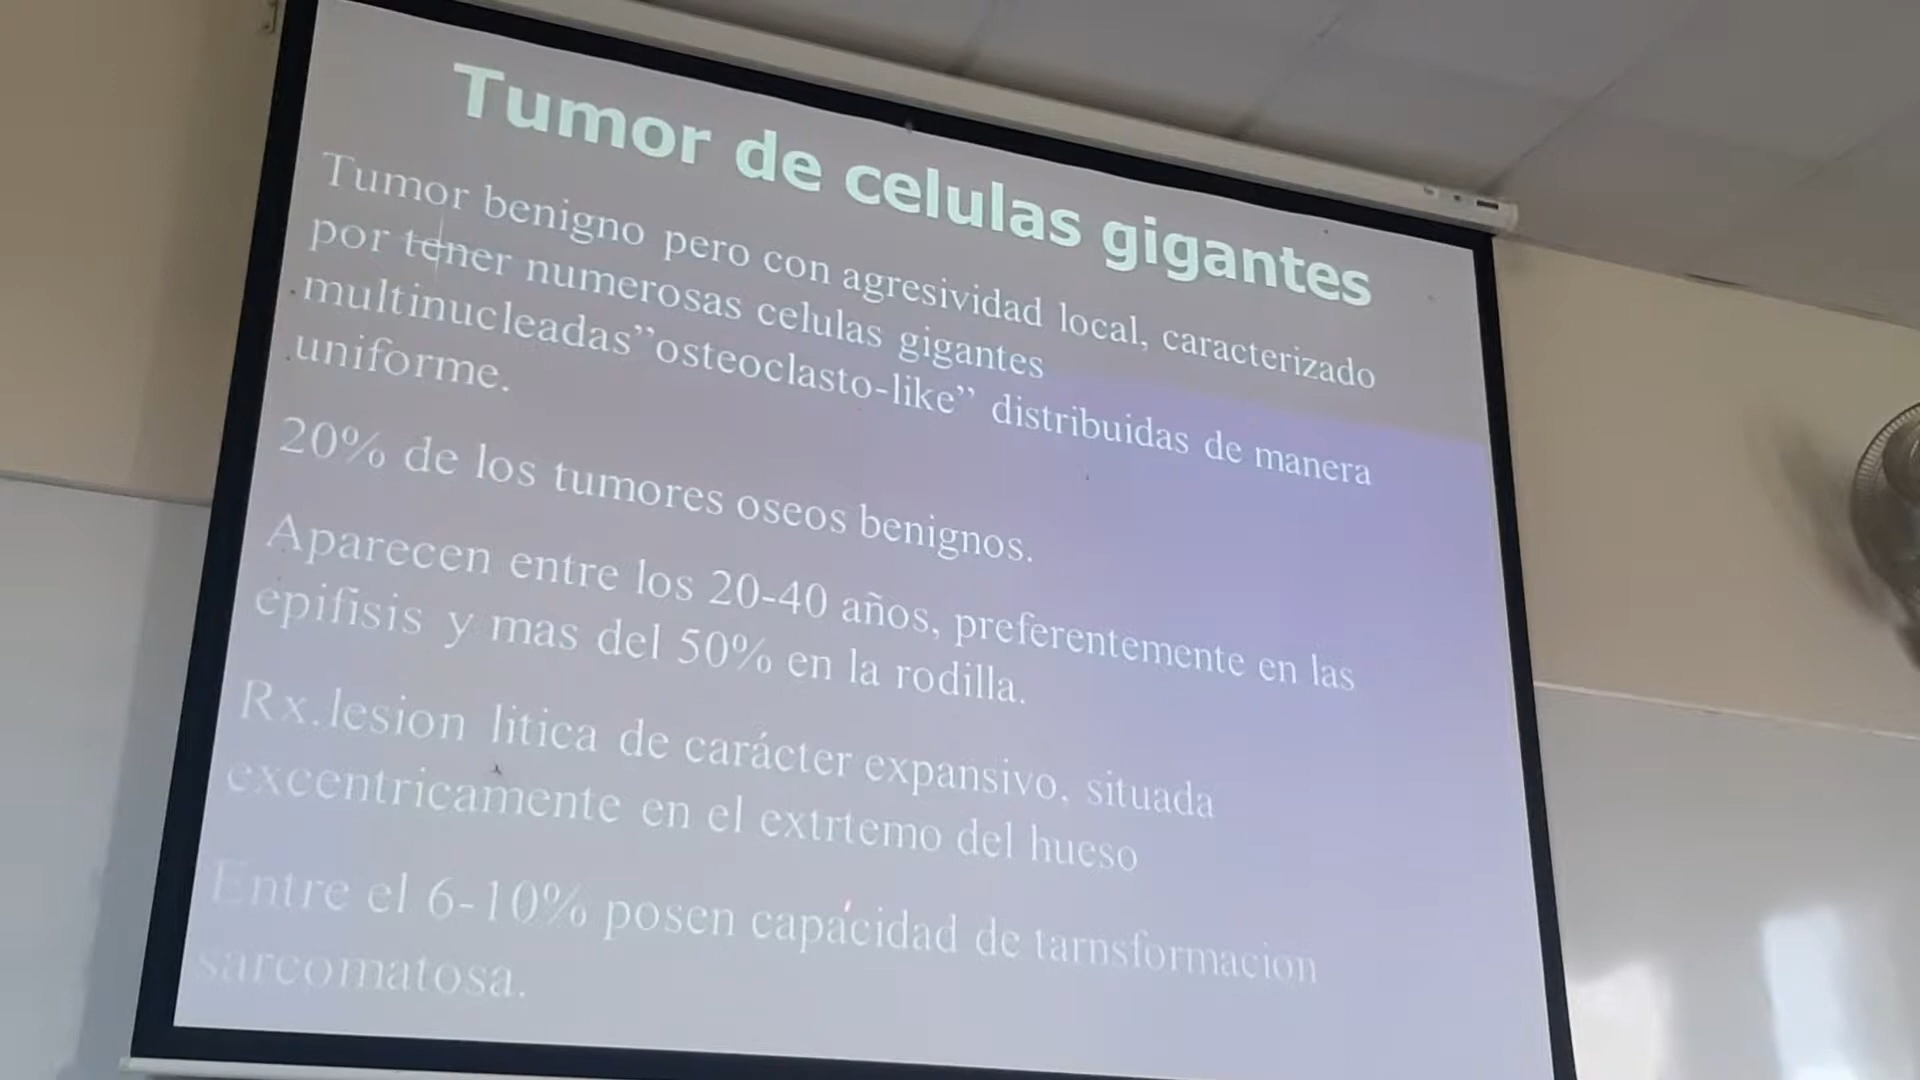 Tumor de celulas gigantes
Tumor benigno pero con agresividad local, caracterizado
por tener numerosas celulas gigantes
multinucleadas”osteoclasto-like” distribuidas de manera
uniforme.
20% de los tumores oseos benignos.
Aparecen entre los 20-40 años, preferentemente en las
epifisis y mas del 50% en la rodilla.
Rx.lesion litica de carácter expansivo, situada
excentricamente en el extrtemo del hueso
Entre el 6-10% posen capacidad de tarnsformacion
sarcomatosa.